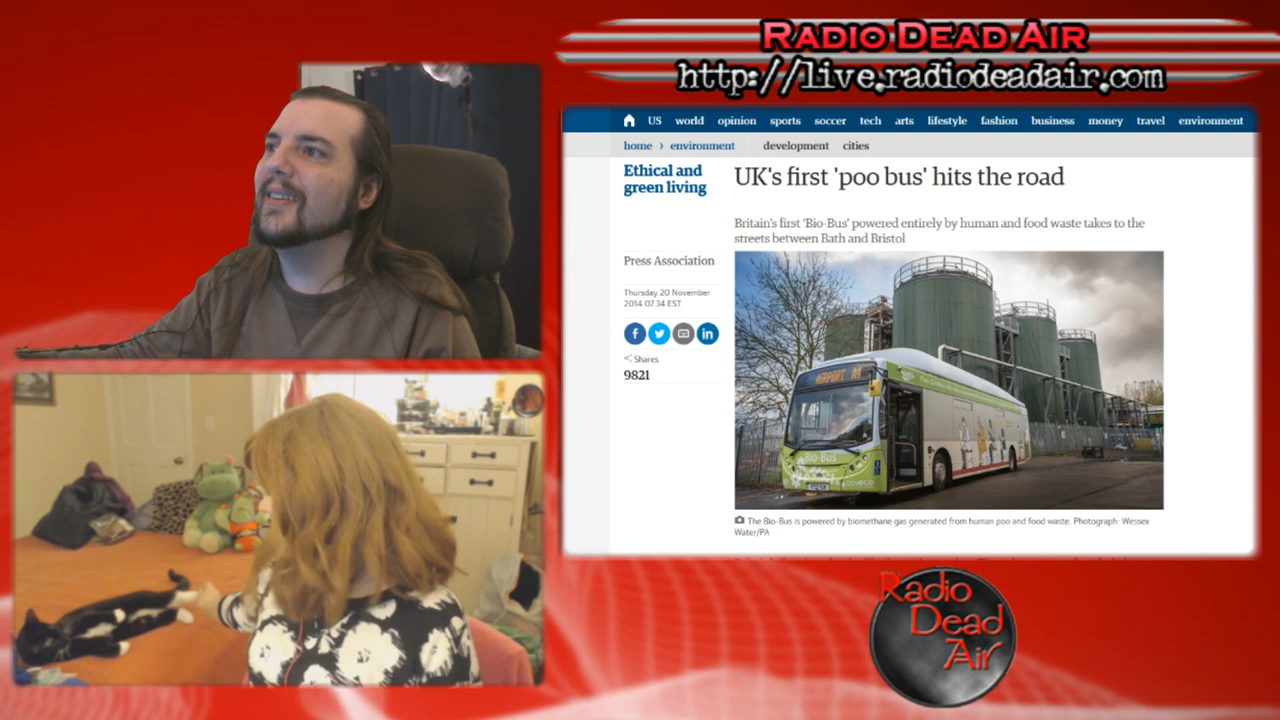 RADIO DEAD AIR
http://live.radiodeadair.com
US world opinion sports soccer tech arts lifestyle fashion business money travel environment
home › environment development cities
Ethical and
green living
UK's first 'poo bus' hits the road
Britain's first 'Bio-Bus' powered entirely by human and food waste takes to the
streets between Bath and Bristol
Press Association
Thursday 20 November
2014 07.34 EST
Shares
9821
AIRPORT
Bio-Bus
The Bio-Bus is powered by biomethane gas generated from human poo and food waste. Photograph: Wessex
Water/PA
Radio
Dead
Air